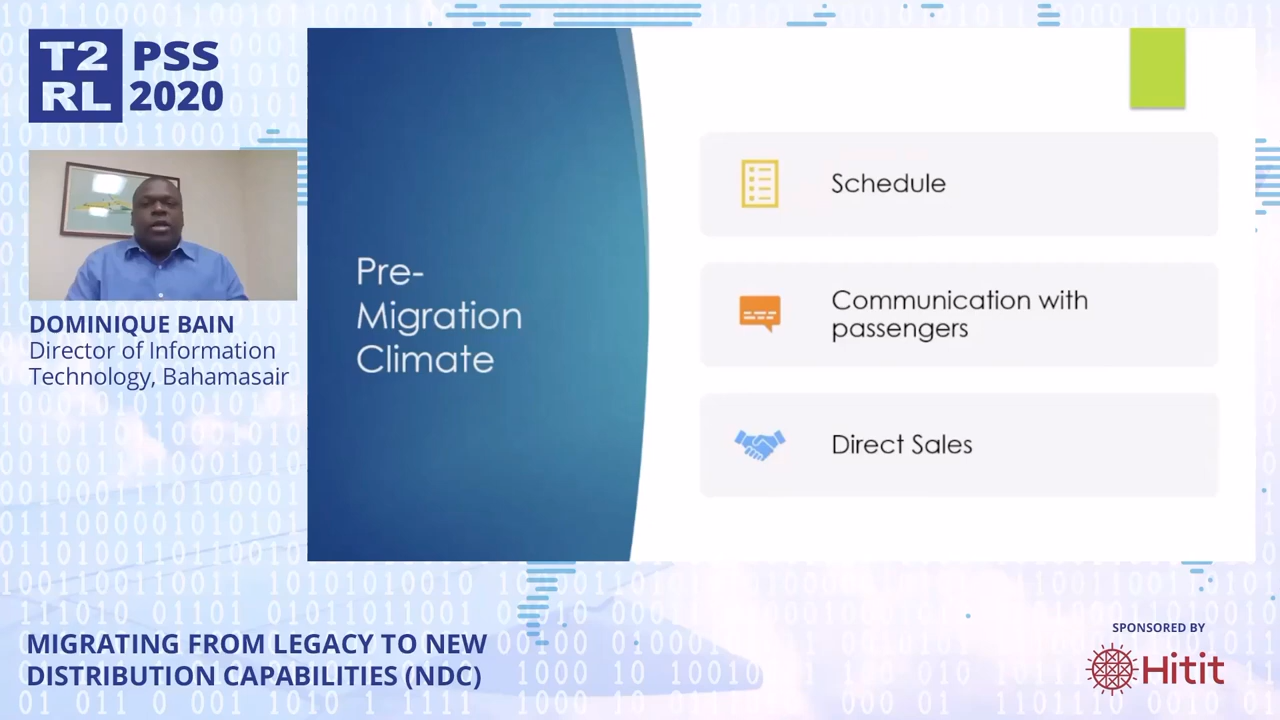 T2
RL
PSS
2020
DOMINIQUE BAIN
Director of Information
Technology, Bahamasair
Pre-
Migration
Climate
Schedule
Communication with
passengers
Direct Sales
MIGRATING FROM LEGACY TO NEW
DISTRIBUTION CAPABILITIES (NDC)
SPONSORED BY
Hitit